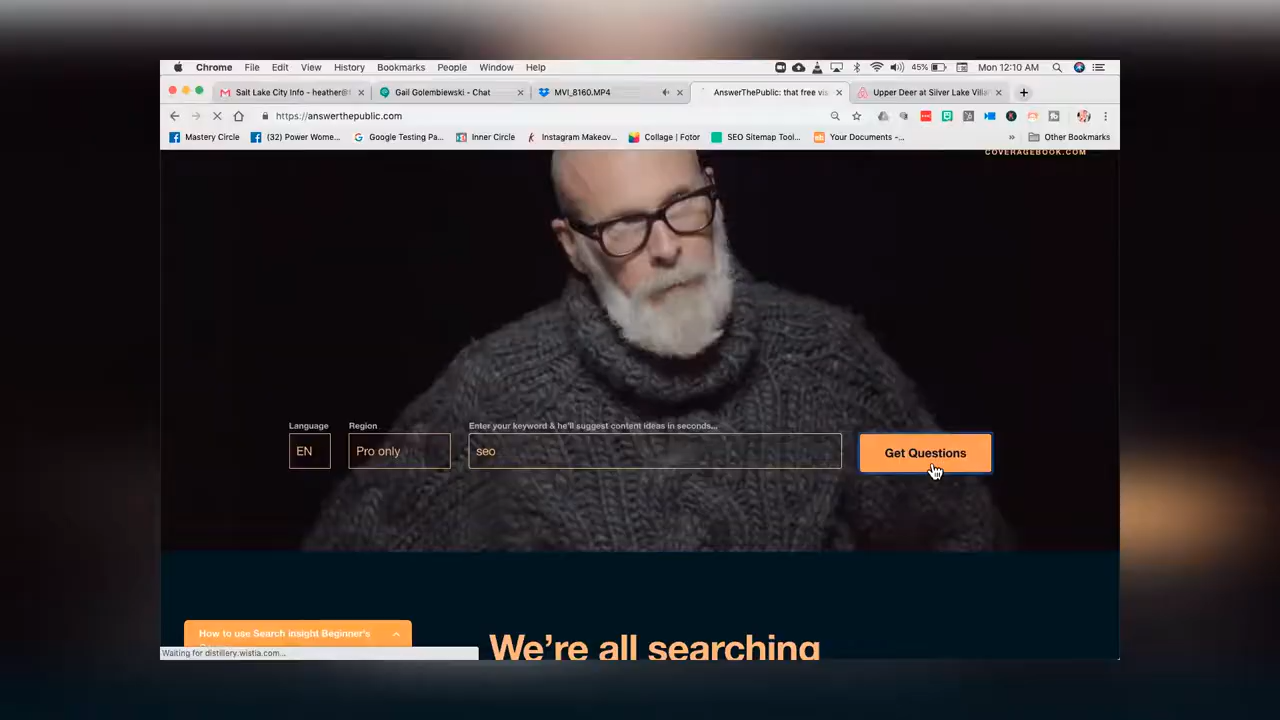 Chrome File Edit View History Bookmarks People Window Help 45% Mon 12:10 AM
Salt Lake City Info - heather@ Gail Golembiewski - Chat MVI_8160.MP4 AnswerThePublic: that free vi Upper Deer at Silver Lake Villa
https://answerthepublic.com
Mastery Circle (32) Power Wome... Google Testing Pa... Inner Circle Instagram Makeov... Collage | Fotor SEO Sitemap Tool... Your Documents -... » Other Bookmarks
COVERAGEBOOK.COM
Language Region Enter your keyword & he'll suggest content ideas in seconds...
EN Pro only seo Get Questions
How to use Search insight Beginner's
We're all searching
Waiting for distillery.wistia.com...